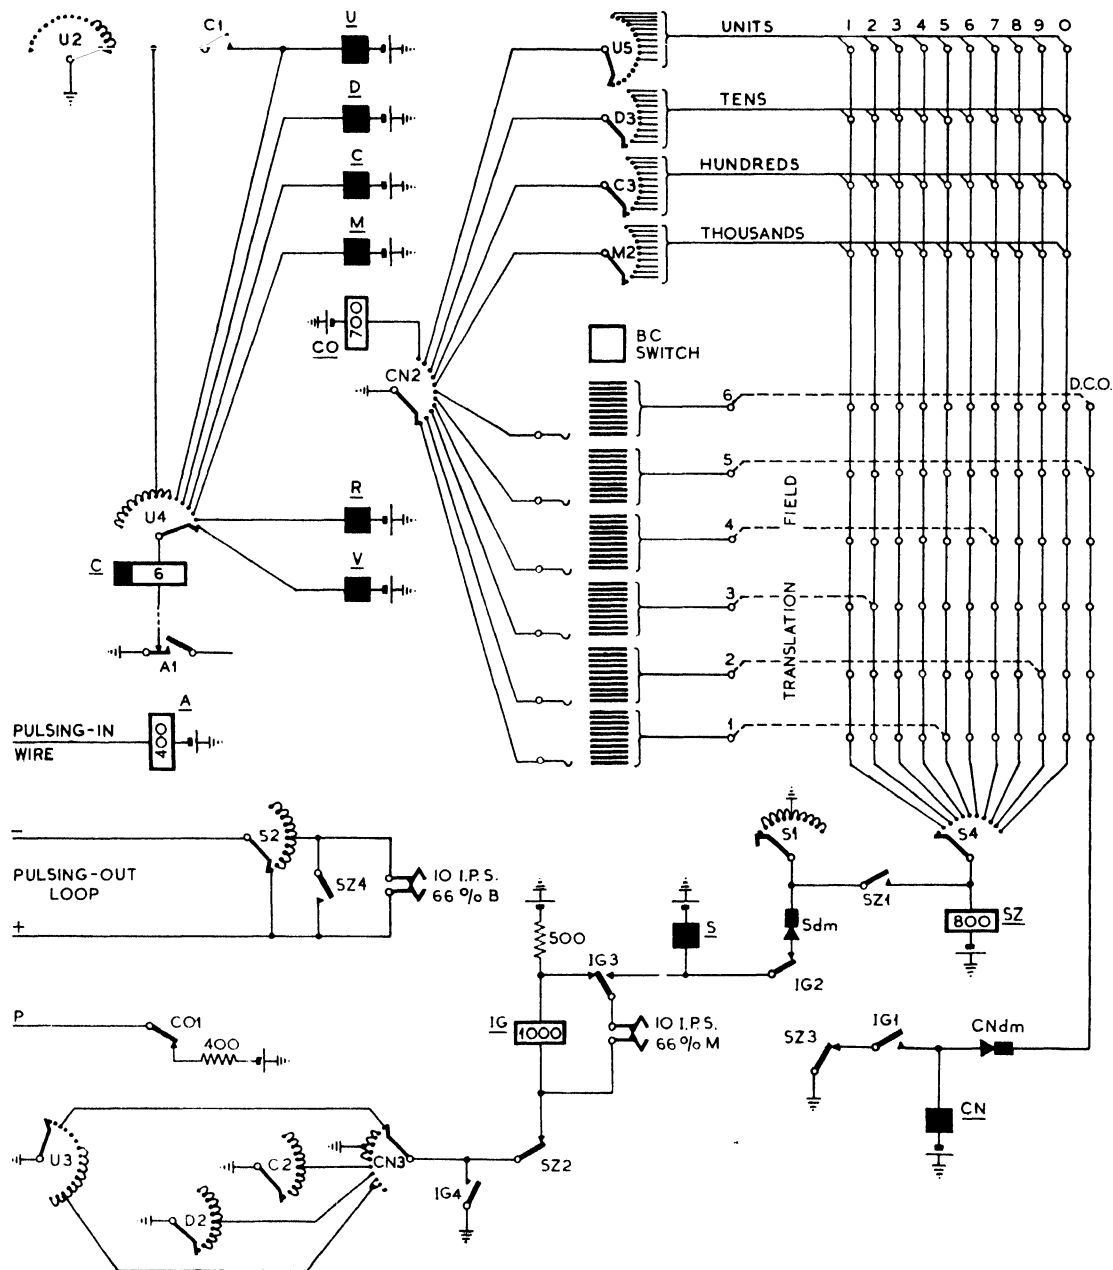 U2
C1
U
U5
UNITS
1 2 3 4 5 6 7 8 9 0
D
D3
TENS
C
C3
HUNDREDS
M
M2
THOUSANDS
700
CO
CN2
BC
SWITCH
6
D.C.O.
5
R
U4
4
FIELD
C
6
V
3
TRANSLATION
A1
2
A
400
PULSING-IN
WIRE
1
S2
S1
S4
PULSING-OUT
LOOP
SZ4
10 I.P.S.
66 % B
SZ1
800
SZ
Sdm
S
500
IG3
IG2
P
CO1
400
IG
1000
10 I.P.S.
66 % M
SZ3
IG1
CNdm
CN
U3
C2
CN3
SZ2
IG4
D2
−
+